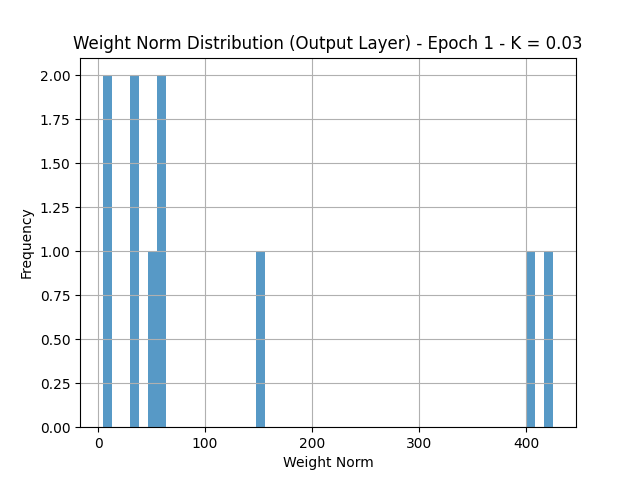 Weight Norm Distribution (Output Layer) - Epoch 1 - K = 0.03
2.00
1.75
1.50
1.25
1.00
0.75
0.50
0.25
0.00
Frequency
0 100 200 300 400
Weight Norm